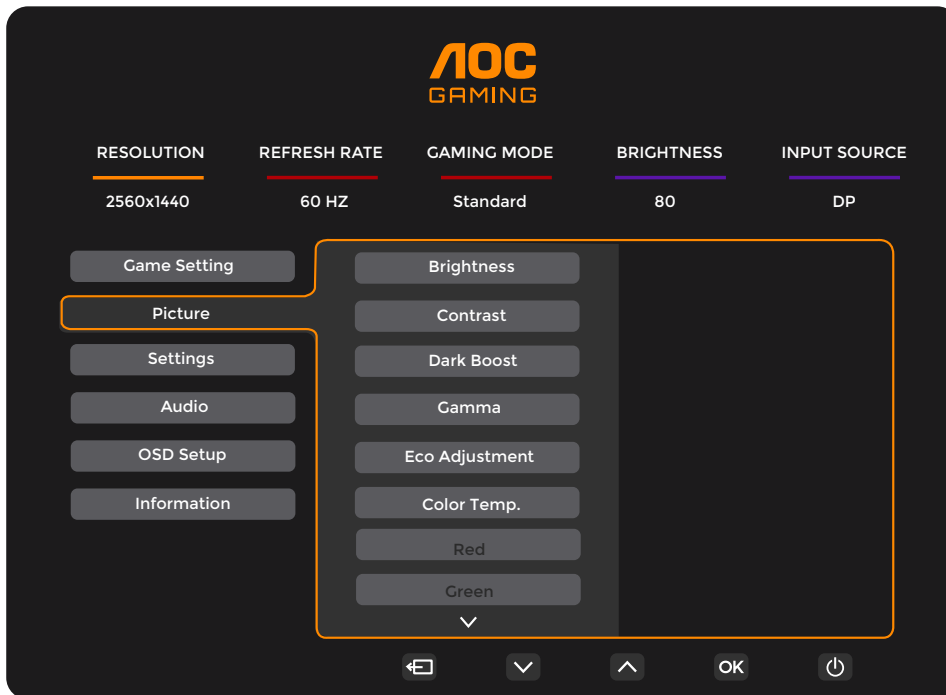 AOC
GAMING
RESOLUTION REFRESH RATE GAMING MODE BRIGHTNESS INPUT SOURCE
2560x1440 60 HZ Standard 80 DP
Game Setting
Picture
Settings
Audio
OSD Setup
Information
Brightness
Contrast
Dark Boost
Gamma
Eco Adjustment
Color Temp.
Red
Green
OK